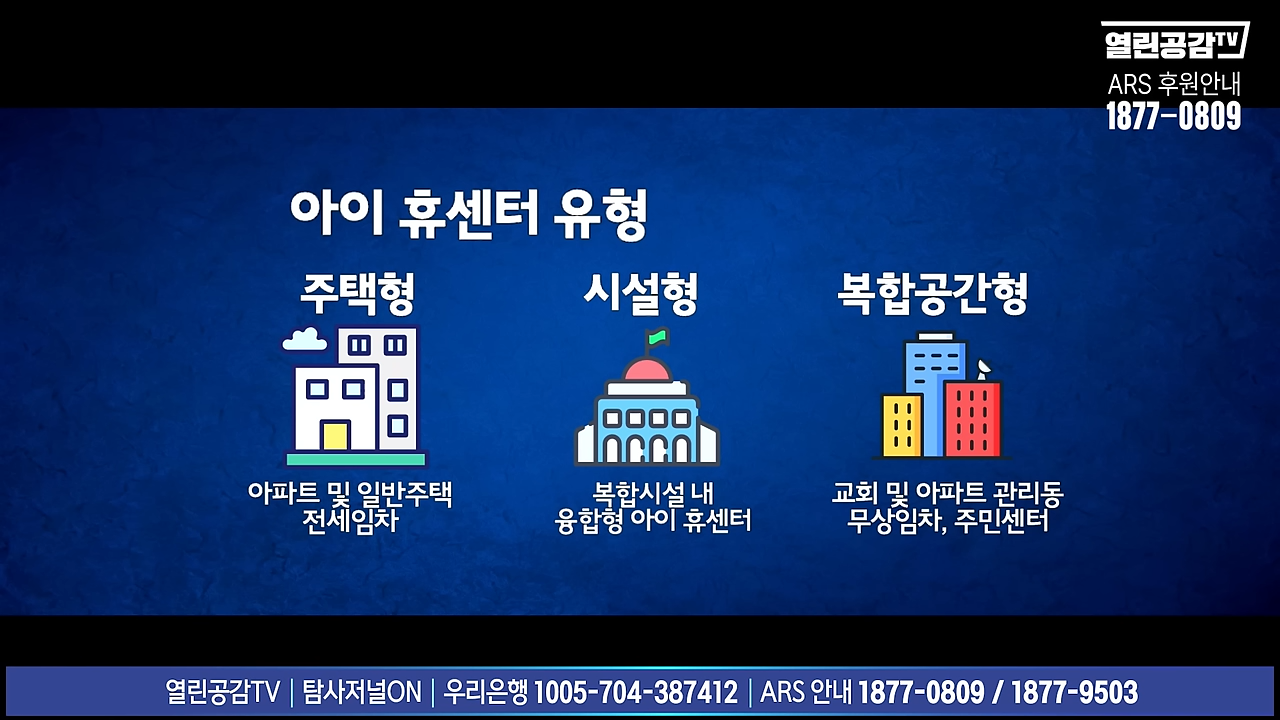 열린공감TV
ARS 후원안내
1877-0809
아이 휴센터 유형
주택형
아파트 및 일반주택
전세임차
시설형
복합시설 내
융합형 아이 휴센터
복합공간형
교회 및 아파트 관리동
무상임차, 주민센터
열린공감TV | 탐사저널ON | 우리은행 1005-704-387412 | ARS 안내 1877-0809 / 1877-9503